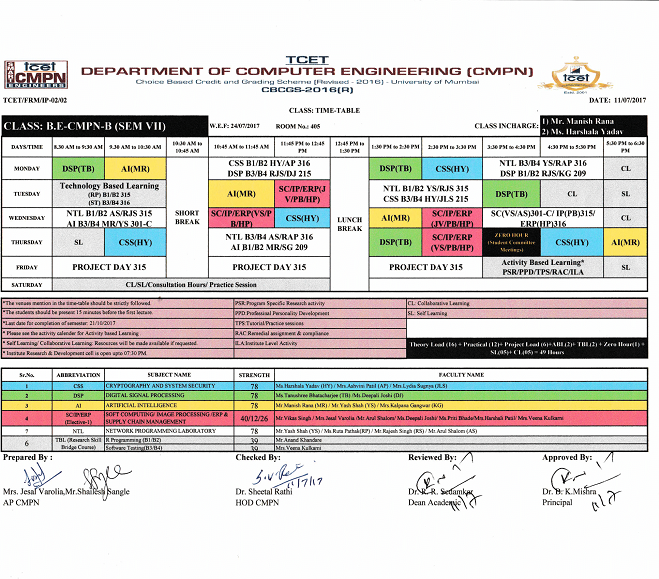 tcet
SMART CMPN ENGINEERS
TCET
DEPARTMENT OF COMPUTER ENGINEERING (CMPN)
Choice Based Credit and Grading Scheme (Revised - 2016) - University of Mumbai
CBCGS-2016(R)
tcet
TCET/FRM/IP-02/02
DATE: 11/07/2017
CLASS: TIME-TABLE
CLASS: B.E-CMPN-B (SEM VII)
W.E.F: 24/07/2017
ROOM No.: 405
CLASS INCHARGE:
1) Mr. Manish Rana
2) Ms. Harshala Yadav
DAYS/TIME 8.30 AM to 9.30 AM 9.30 AM to 10.30 AM 10.30 AM to 10.45 AM 10.45 AM to 11.45 PM 11.45 PM to 12.45 PM 12.45 PM to 1.30 PM 1.30 PM to 2.30 PM 2.30 PM to 3.30 PM 3.30 PM to 4:30 PM 4:30 PM to 5:30 PM 5:30 PM to 6:30 PM
MONDAY DSP(TB) AI(MR) CSS B1/B2 HY/AP 316 DSP(TB) CSS(HY) NTL B3/B4 YS/RAP 316 CL
DSP B3/B4 RJS/DJ 215 DSP B1/B2 RJS/KG 209
TUESDAY Technology Based Learning AI(MR) SC/IP/ERP(JV/PB/HP) NTL B1/B2 YS/RJS 315 DSP(TB) CL SL
(RP) B1/B2 315 CSS B3/B4 HY/JLS 215
(ST) B3/B4 316
SHORT BREAK
LUNCH BREAK
WEDNESDAY NTL B1/B2 AS/RJS 315 SC/IP/ERP(VS/PB/HP) CSS(HY) AI(MR) SC/IP/ERP (JV/PB/HP) SC(VS/AS)301-C/ IP(PB)315/ ERP(HP)316 CL
AI B3/B4 MR/YS 301-C
THURSDAY SL CSS(HY) NTL B3/B4 AS/RAP 316 DSP(TB) SC/IP/ERP (VS/PB/HP) ZERO HOUR (Student Committee Meetings) CSS(HY) AI(MR)
AI B1/B2 MR/SG 209
FRIDAY PROJECT DAY 315 PROJECT DAY 315 PROJECT DAY 315 Activity Based Learning* SL
PSR/PPD/TPS/RAC/ILA
SATURDAY CL/SL/Consultation Hours/ Practice Session
*The venues mention in the time-table should be strictly followed. PSR:Program Specific Research activity CL: Collaborative Learning
*The students should be present 15 minutes before the first lecture. PPD:Professional Personality Development SL: Self Learning
*Last date for completion of semester: 21/10/2017 TPS:Tutorial/Practice sessions
*Please see the activity calender for Activity based Learning RAC:Remedial assignment & compliance
* Self Learning/ Collaborative Learning: Resources will be made available if requested. ILA:Institute Level Activity
* Institute Research & Development cell is open upto 07:30 PM
Theory Load (16) + Practical (12)+ Project Load (6)+ABL(2)+ TBL(2) + Zero Hour(1) + SL(05)+ CL(05) = 49 Hours
Sr.No. ABBREVIATION SUBJECT NAME STRENGTH FACULTY NAME
1 CSS CRYPTOGRAPHY AND SYSTEM SECURITY 78 Ms.Harshala Yadav (HY) / Mrs.Ashvini Patil (AP) / Mrs.Lydia Suganya (JLS)
2 DSP DIGITAL SIGNAL PROCESSING 78 Ms.Tanushree Bhatacharjee (TB) /Ms.Deepali Joshi (DJ)
3 AI ARTIFICIAL INTELLIGENCE 78 Mr.Manish Rana (MR) / Mr.Yash Shah (YS) / Mrs.Kalpana Gangwar (KG)
4 SC/IP/ERP (Elective-1) SOFT COMPUTING/ IMAGE PROCESSING /ERP & SUPPLY CHAIN MANAGEMENT 40/12/26 Mr.Vikas Singh / Mrs.Jesal Varolia /Mr.Arul Shalom/ Ms.Deepali Joshi/ Ms.Priti Bhade/Mrs.Harshali Patil/ Mrs.Veena Kulkarni
7 NTL NETWORK PROGRAMMING LABORATORY 78 Mr.Yash Shah (YS) / Ms.Ruta Pathak(RP) / Mr.Rajesh Singh (RS) / Mr.Arul Shalom (AS)
6 TBL (Research Skill Bridge Course) R Programming (B1/B2) 39 Mr.Anand Khandare
Software Testing(B3/B4) 39 Mrs.Veena Kulkarni
Prepared By :
Checked By:
Reviewed By:
Approved By:
11/7/17
Mrs. Jesal Varolia,Mr.Shailesh Sangle
Dr. Sheetal Rathi
Dr. R. R. Sedamkar
Dr. B. K.Mishra
AP CMPN
HOD CMPN
Dean Academic
Principal